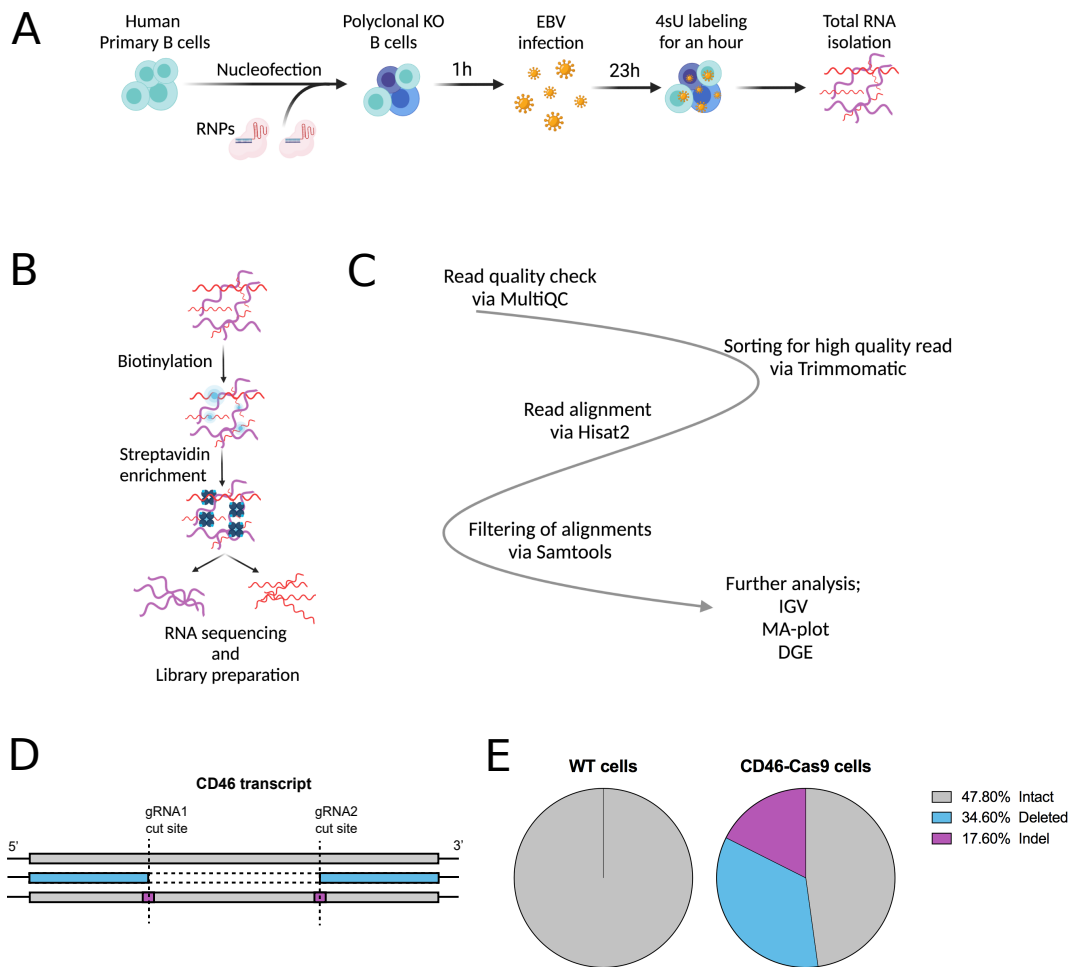 A
Human
Primary B cells
Nucleofection
RNPs
Polyclonal KO
B cells
1h
EBV
infection
23h
4sU labeling
for an hour
Total RNA
isolation
B
Biotinylation
Streptavidin
enrichment
RNA sequencing
and
Library preparation
C
Read quality check
via MultiQC
Sorting for high quality read
via Trimmomatic
Read alignment
via Hisat2
Filtering of alignments
via Samtools
Further analysis;
IGV
MA-plot
DGE
D
CD46 transcript
gRNA1
cut site
gRNA2
cut site
5'
3'
E
WT cells
CD46-Cas9 cells
47.80% Intact
34.60% Deleted
17.60% Indel